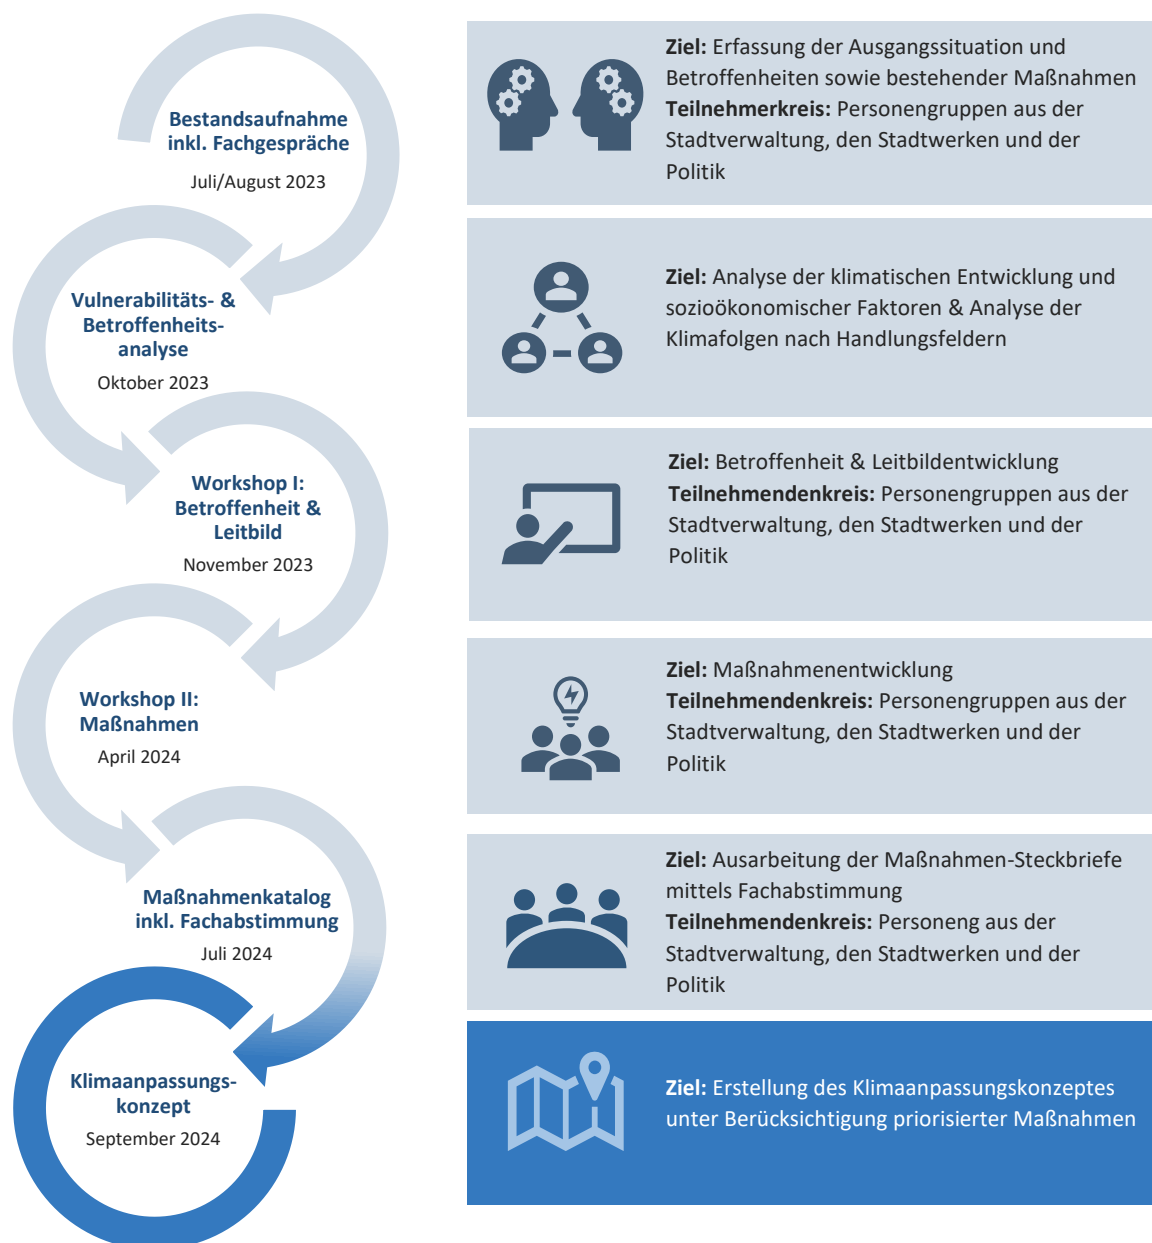 Bestandsaufnahme
inkl. Fachgespräche
Juli/August 2023
Ziel: Erfassung der Ausgangssituation und
Betroffenheiten sowie bestehender Maßnahmen
Teilnehmerkreis: Personengruppen aus der
Stadtverwaltung, den Stadtwerken und der
Politik
Vulnerabilitäts- &
Betroffenheits-
analyse
Oktober 2023
Ziel: Analyse der klimatischen Entwicklung und
sozioökonomischer Faktoren & Analyse der
Klimafolgen nach Handlungsfeldern
Workshop I:
Betroffenheit &
Leitbild
November 2023
Ziel: Betroffenheit & Leitbildentwicklung
Teilnehmendenkreis: Personengruppen aus der
Stadtverwaltung, den Stadtwerken und der
Politik
Workshop II:
Maßnahmen
April 2024
Ziel: Maßnahmenentwicklung
Teilnehmendenkreis: Personengruppen aus der
Stadtverwaltung, den Stadtwerken und der
Politik
Maßnahmenkatalog
inkl. Fachabstimmung
Juli 2024
Ziel: Ausarbeitung der Maßnahmen-Steckbriefe
mittels Fachabstimmung
Teilnehmendenkreis: Personeng aus der
Stadtverwaltung, den Stadtwerken und der
Politik
Klimaanpassungs-
konzept
September 2024
Ziel: Erstellung des Klimaanpassungskonzeptes
unter Berücksichtigung priorisierter Maßnahmen